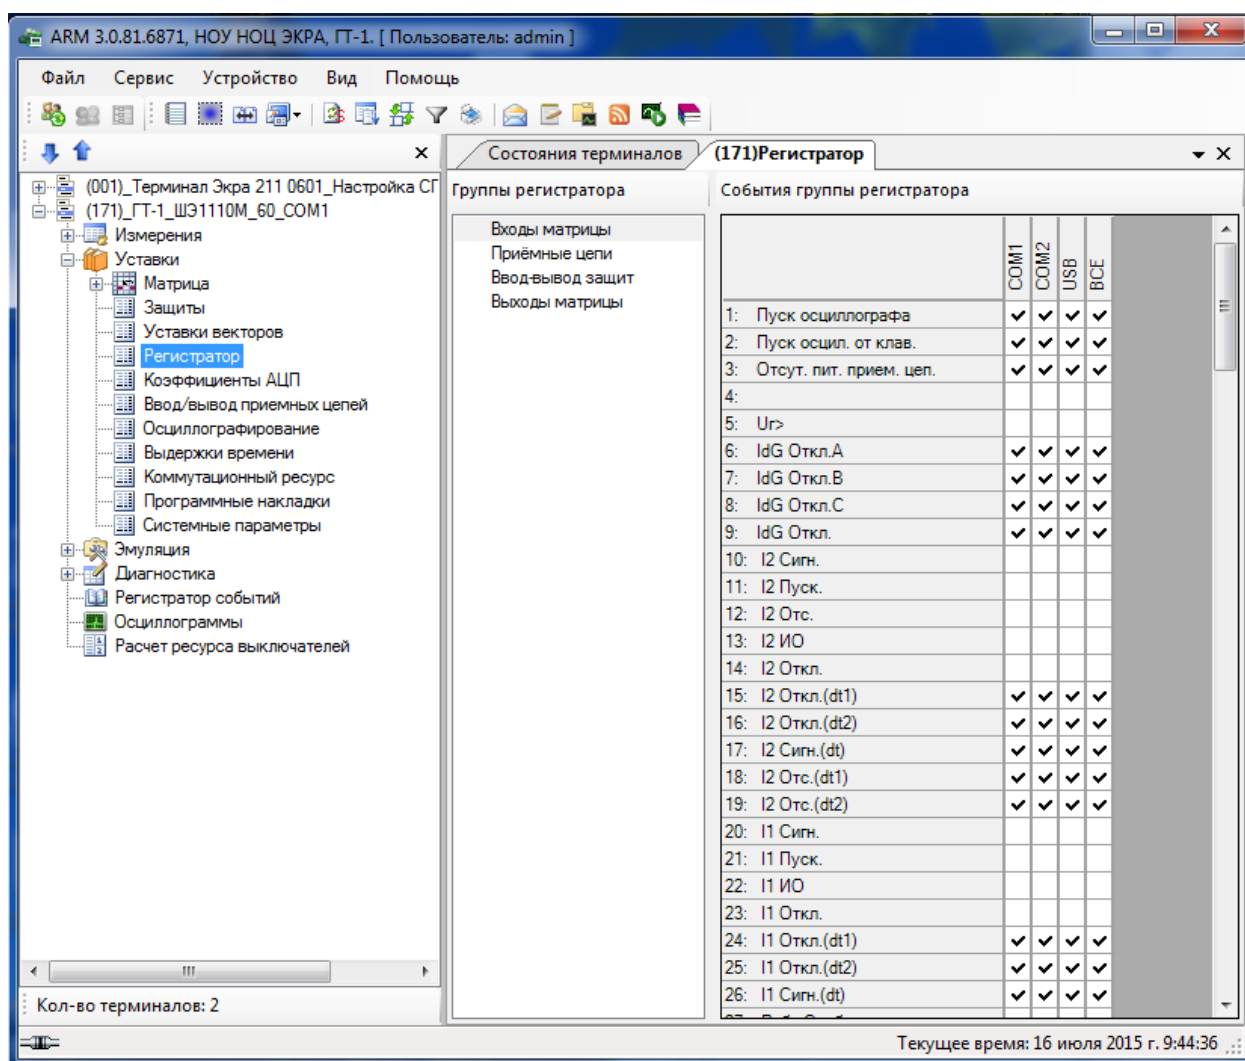 ARM 3.0.81.6871, НОУ НОЦ ЭКРА, ГТ-1. [ Пользователь: admin ]
Файл Сервис Устройство Вид Помощь
Состояния терминалов (171)Регистратор
(001)_Терминал Экра 211 0601_Настройка СГ
(171)_ГТ-1_ШЭ1110М_60_COM1
Измерения
Уставки
Матрица
Защиты
Уставки векторов
Регистратор
Коэффициенты АЦП
Ввод/вывод приемных цепей
Осциллографирование
Выдержки времени
Коммутационный ресурс
Программные накладки
Системные параметры
Эмуляция
Диагностика
Регистратор событий
Осциллограммы
Расчет ресурса выключателей
Кол-во терминалов: 2
Группы регистратора
Входы матрицы
Приёмные цепи
Ввод-вывод защит
Выходы матрицы
События группы регистратора
COM1 COM2 USB ВСЕ
1: Пуск осциллографа
2: Пуск осцил. от клав.
3: Отсут. пит. прием. цеп.
4:
5: Ur>
6: IdG Откл.A
7: IdG Откл.B
8: IdG Откл.C
9: IdG Откл.
10: I2 Сигн.
11: I2 Пуск.
12: I2 Отс.
13: I2 ИО
14: I2 Откл.
15: I2 Откл.(dt1)
16: I2 Откл.(dt2)
17: I2 Сигн.(dt)
18: I2 Отс.(dt1)
19: I2 Отс.(dt2)
20: I1 Сигн.
21: I1 Пуск.
22: I1 ИО
23: I1 Откл.
24: I1 Откл.(dt1)
25: I1 Откл.(dt2)
26: I1 Сигн.(dt)
Текущее время: 16 июля 2015 г. 9:44:36